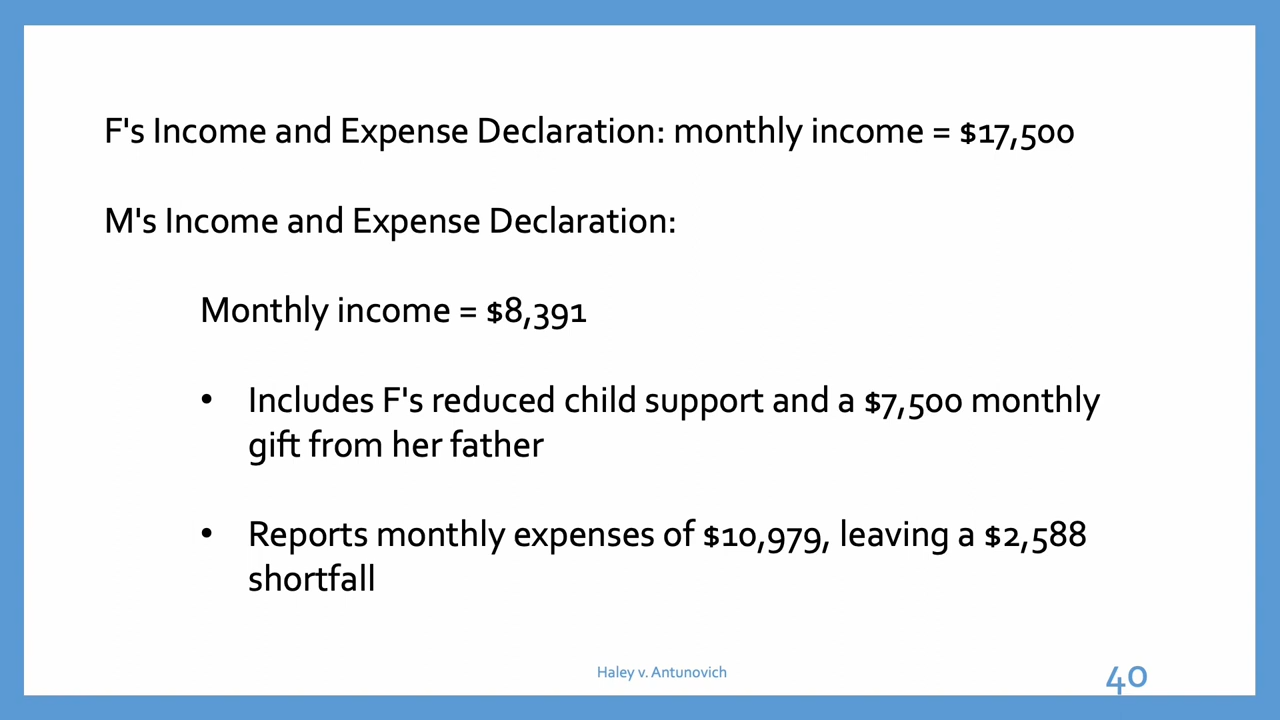 F's Income and Expense Declaration: monthly income = $17,500
M's Income and Expense Declaration:
Monthly income = $8,391
• Includes F's reduced child support and a $7,500 monthly
gift from her father
• Reports monthly expenses of $10,979, leaving a $2,588
shortfall
Haley v. Antunovich
40